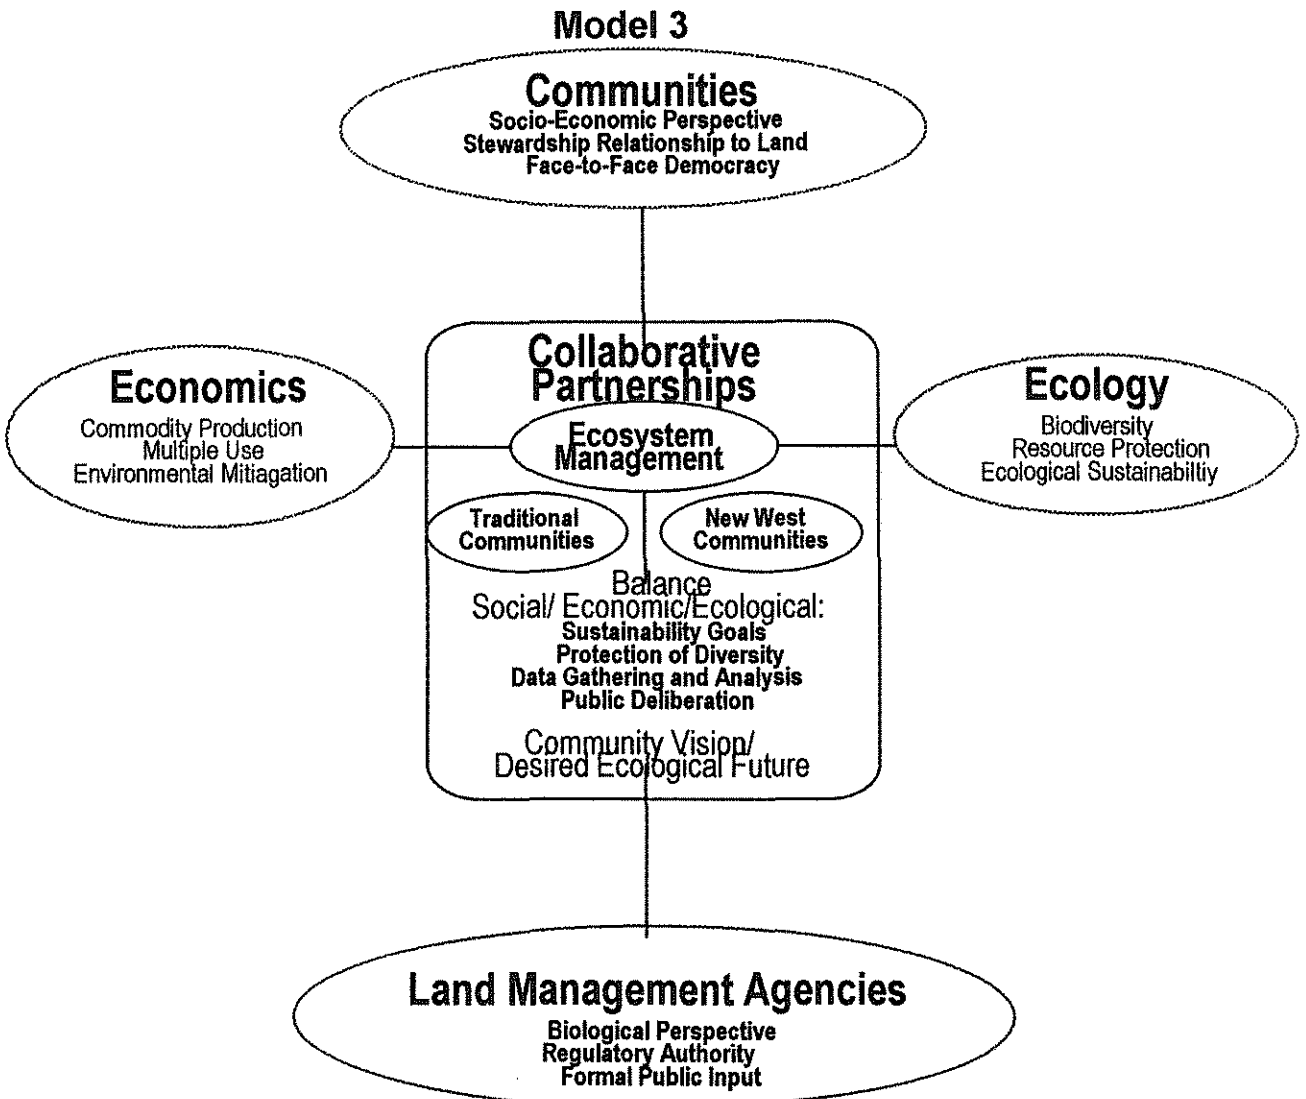 Model 3
Communities
Socio-Economic Perspective
Stewardship Relationship to Land
Face-to-Face Democracy
Collaborative
Partnerships
Economics
Commodity Production
Multiple Use
Environmental Mitiagation
Ecosystem
Management
Ecology
Biodiversity
Resource Protection
Ecological Sustainabiltiy
Traditional
Communities
New West
Communities
Balance
Social/ Economic/Ecological:
Sustainability Goals
Protection of Diversity
Data Gathering and Analysis
Public Deliberation
Community Vision/
Desired Ecological Future
Land Management Agencies
Biological Perspective
Regulatory Authority
Formal Public Input